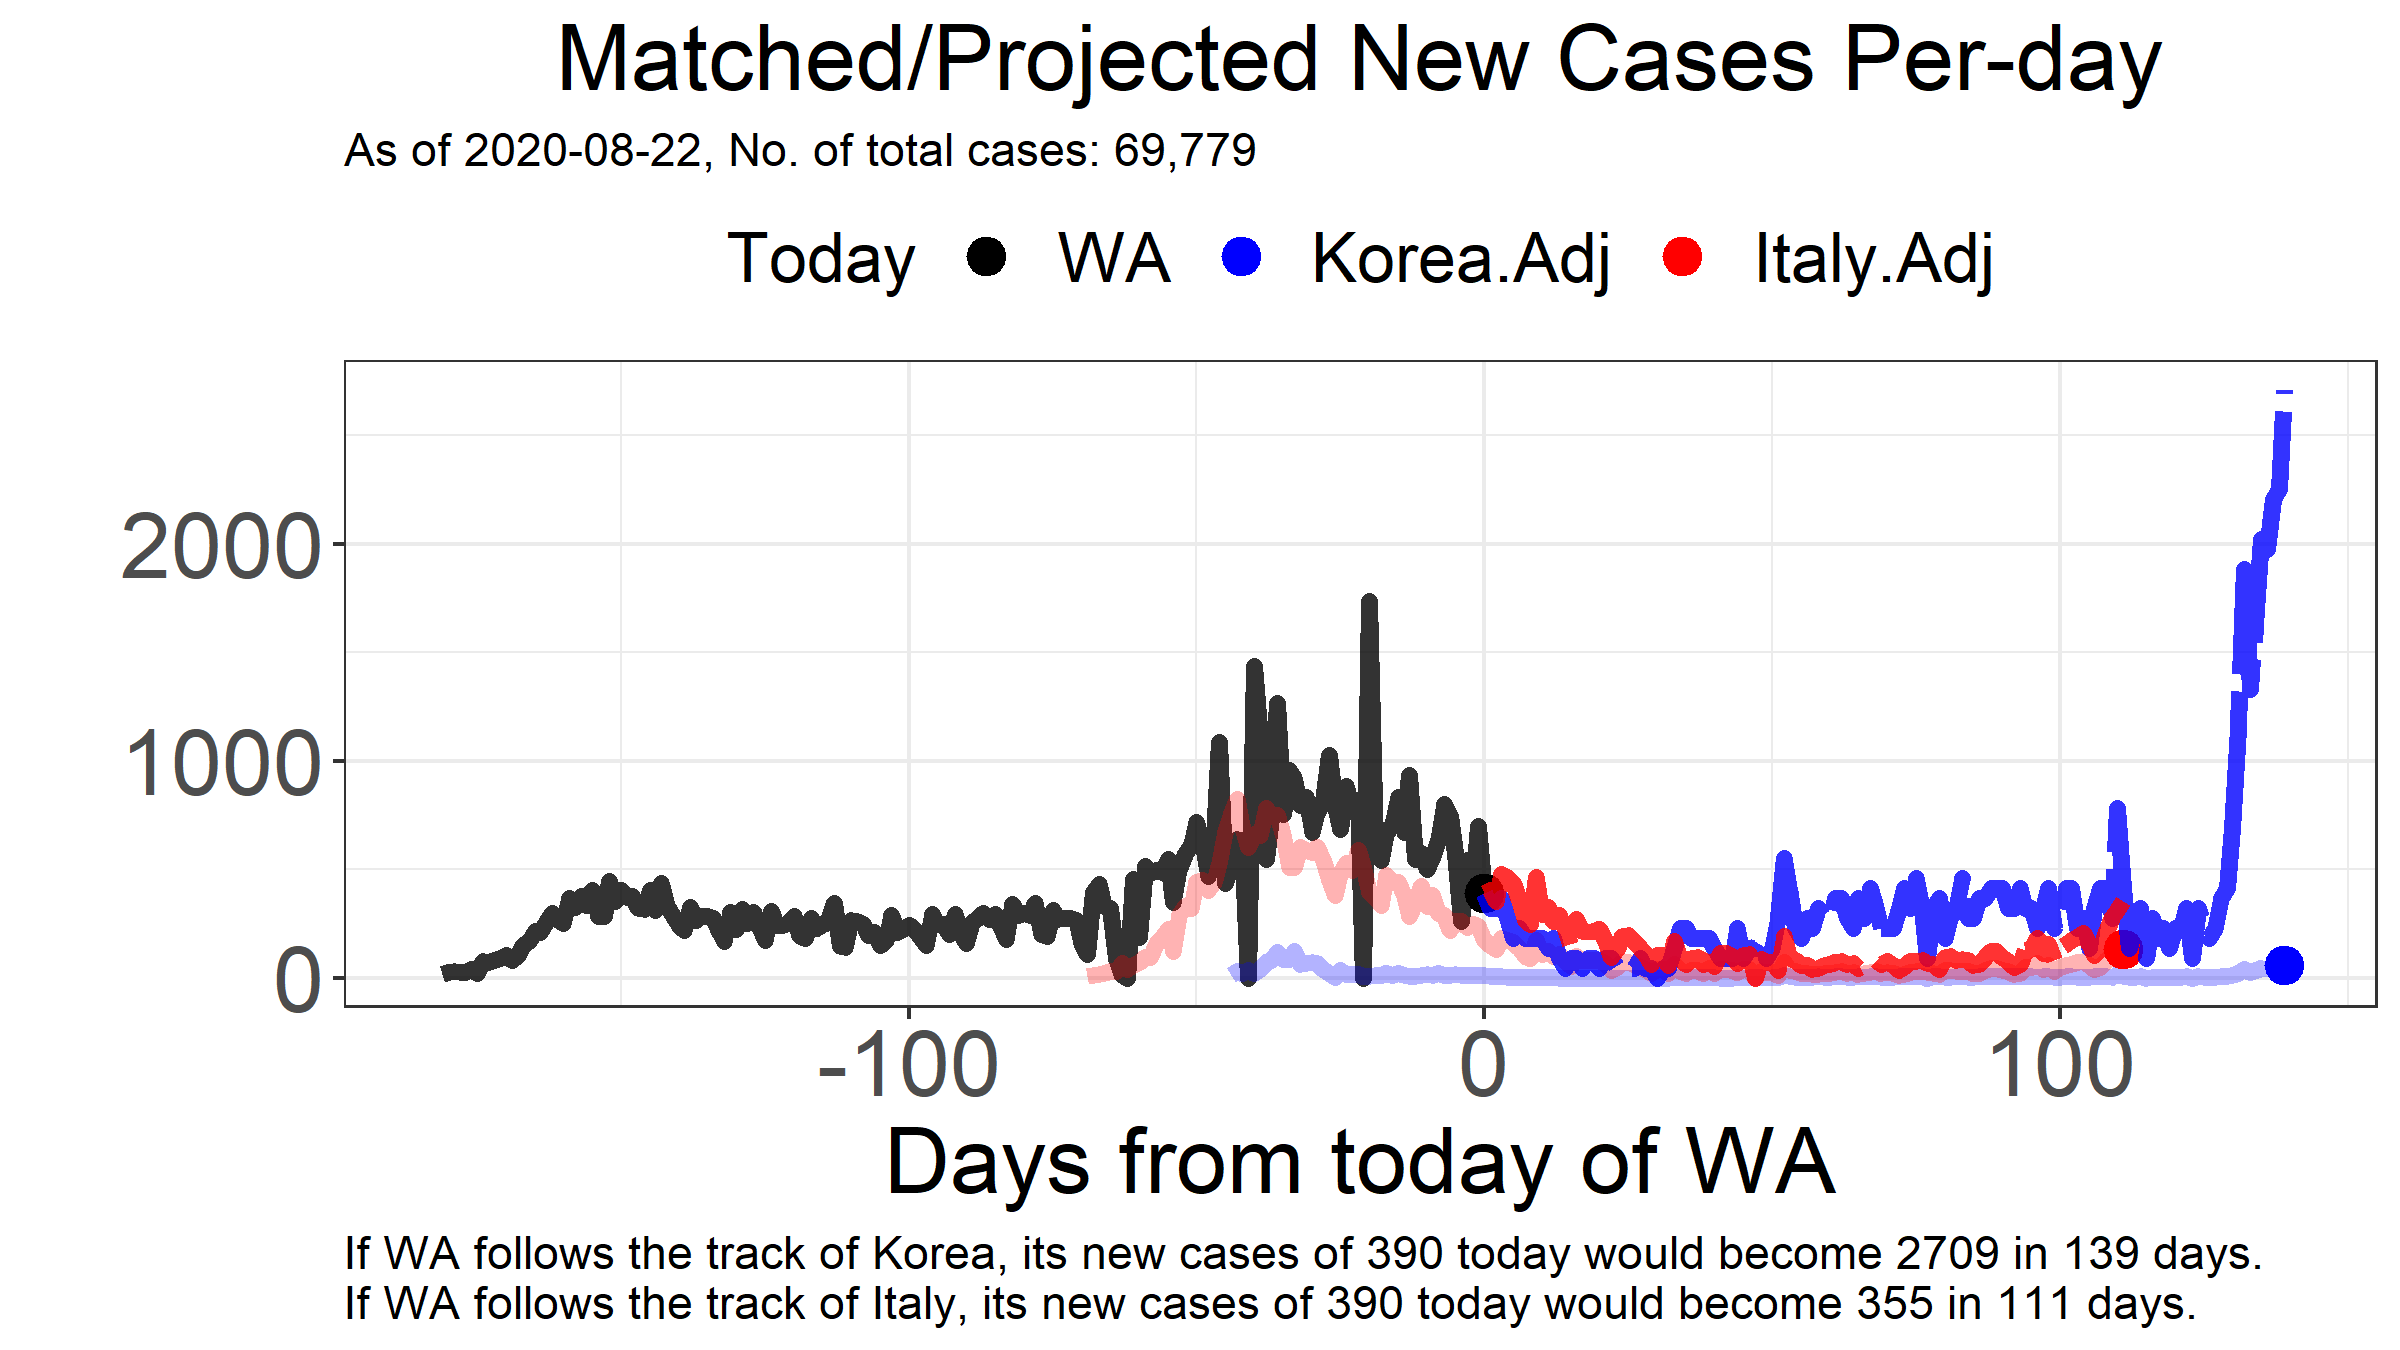 Matched/Projected New Cases Per-day
As of 2020-08-22, No. of total cases: 69,779
Today WA Korea.Adj Italy.Adj
2000
1000
0
-100 0 100
Days from today of WA
If WA follows the track of Korea, its new cases of 390 today would become 2709 in 139 days.
If WA follows the track of Italy, its new cases of 390 today would become 355 in 111 days.